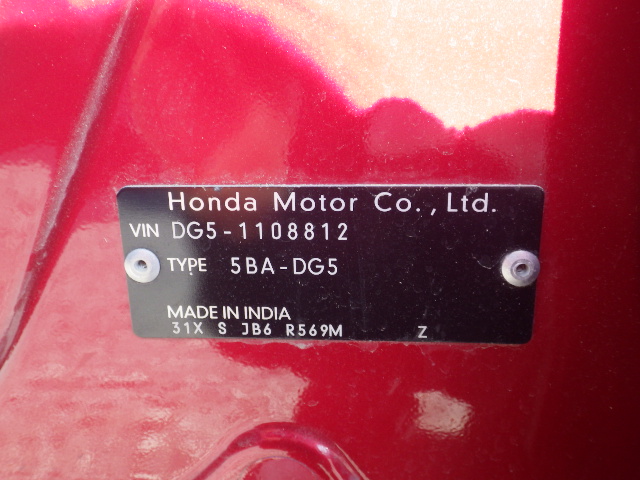 Honda Motor Co., Ltd.
VIN DG5-1108812
TYPE 5BA-DG5
MADE IN INDIA
31X S JB6 R569M Z